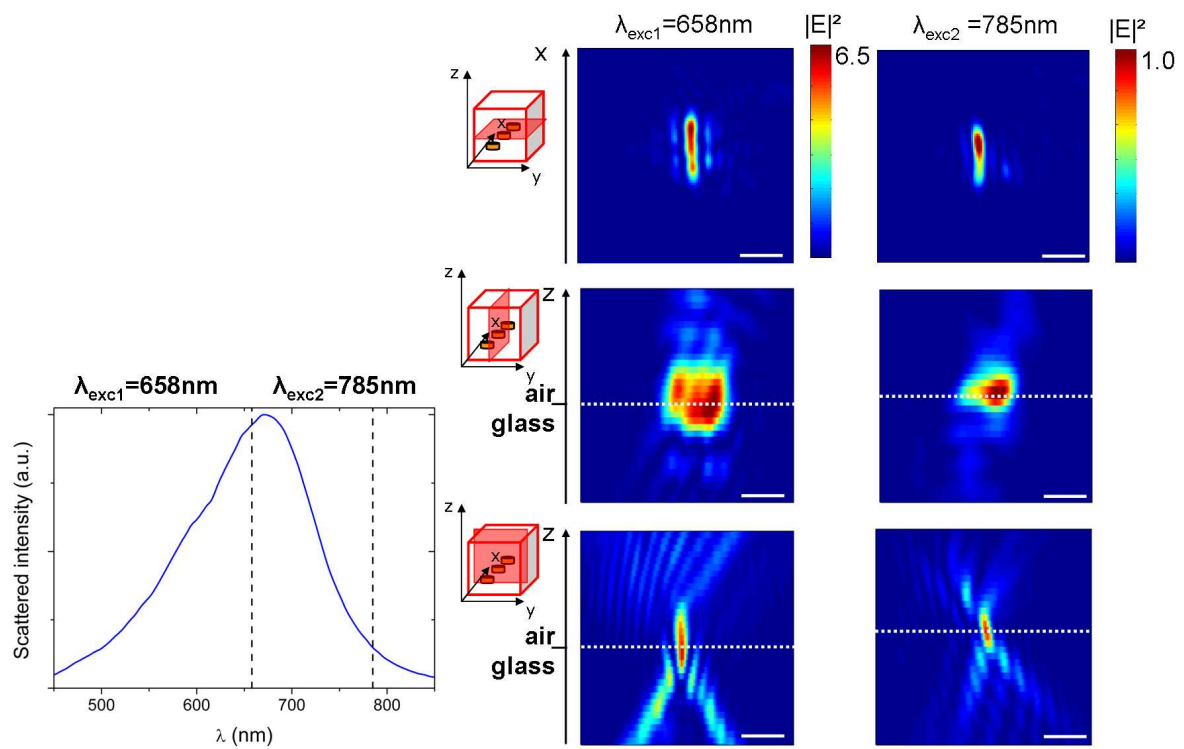 λexc1=658nm
|E|²
λexc2 =785nm
|E|²
X
6.5
1.0
z
x
y
Z
z
x
y
air
glass
λexc1=658nm
λexc2=785nm
Scattered intensity (a.u.)
500
600
700
800
λ (nm)
Z
z
x
y
air
glass